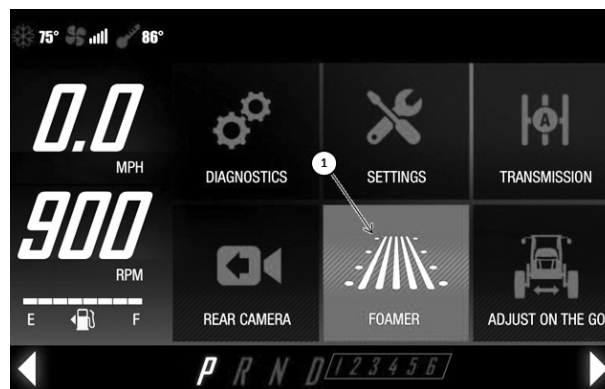 75° 86°
0.0
MPH
900
RPM
E F
DIAGNOSTICS SETTINGS TRANSMISSION
A
1
REAR CAMERA FOAMER ADJUST ON THE GO
P R N D 1 2 3 4 5 6